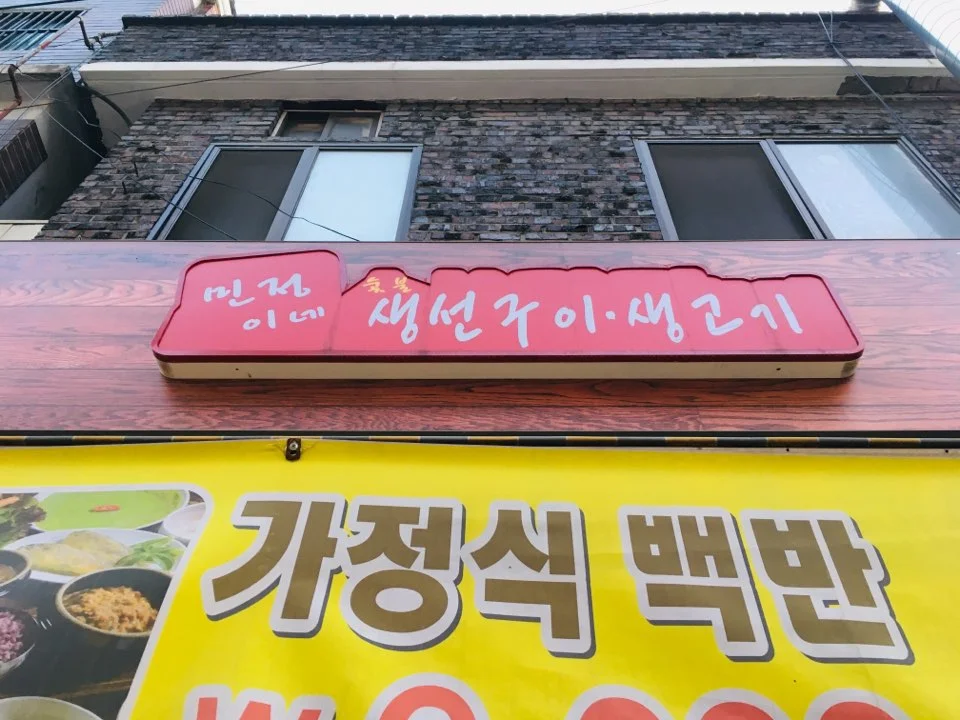 민정
이네
숯불
생선구이·생고기
가정식 백반